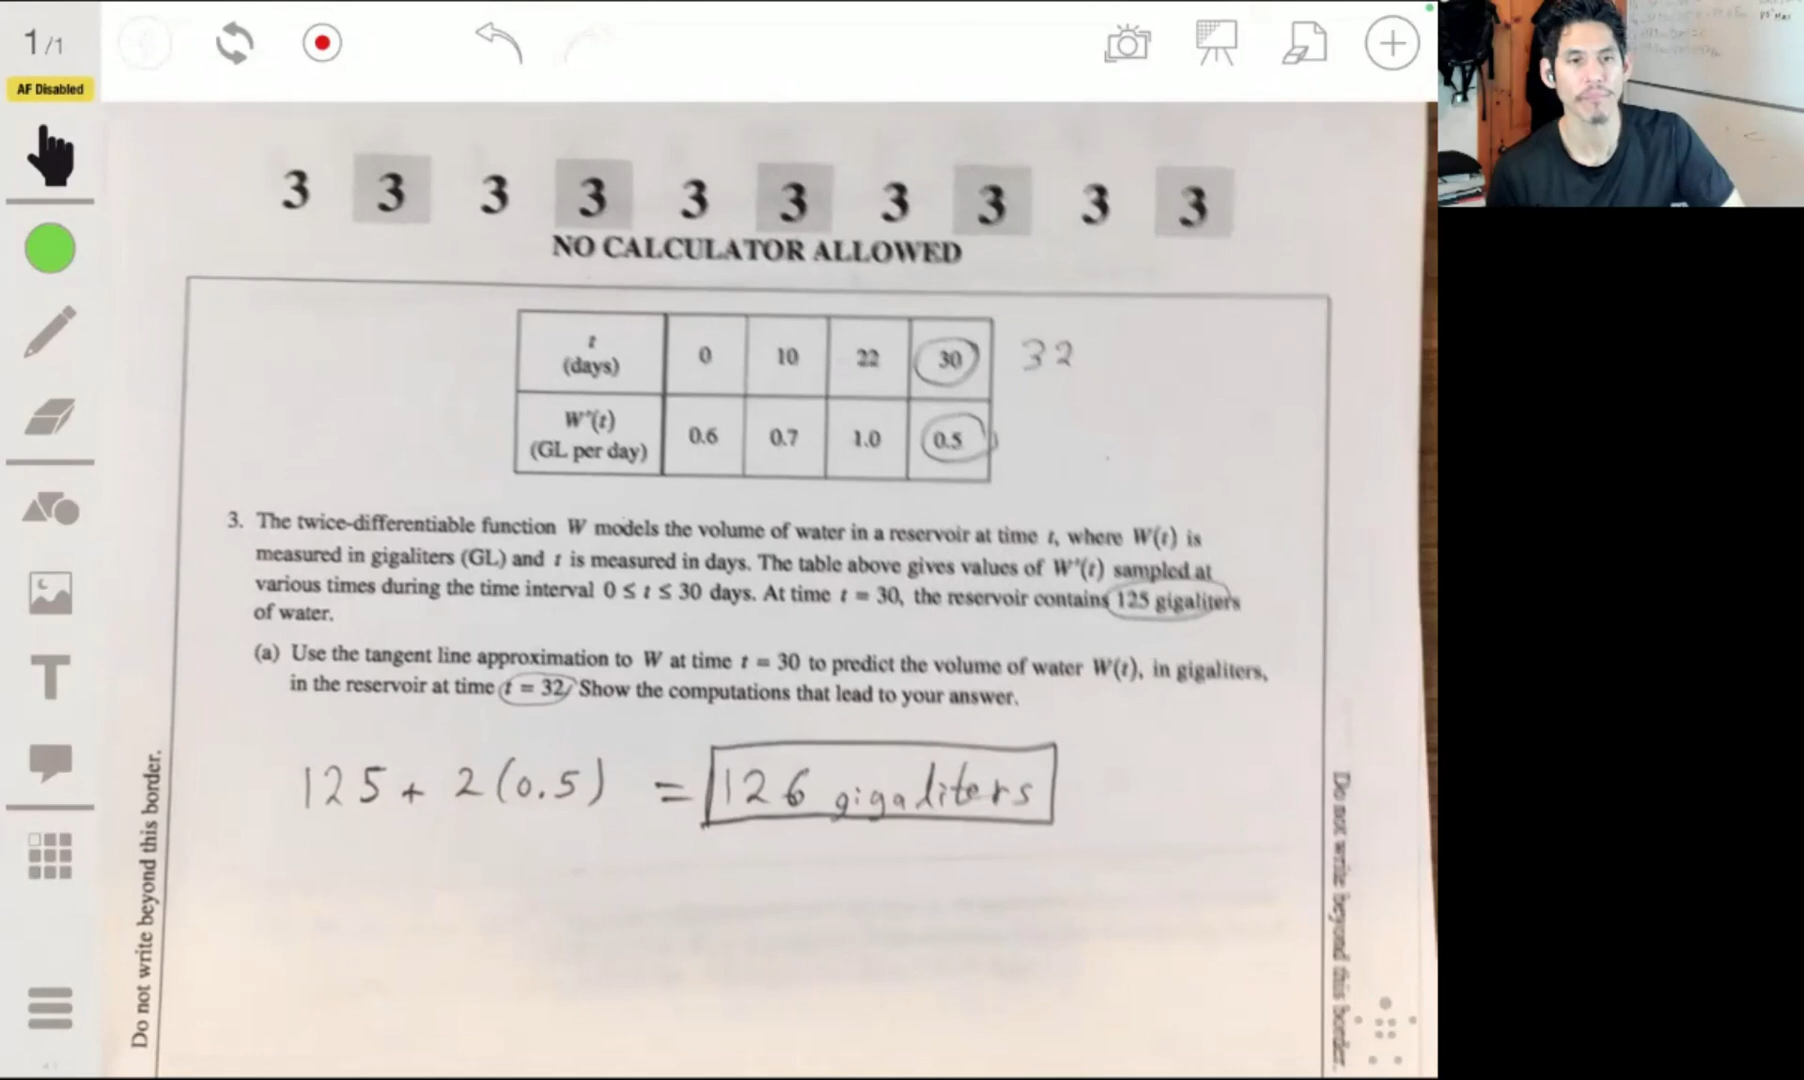 1/1
AF Disabled
3 3 3 3 3 3 3 3 3 3
NO CALCULATOR ALLOWED
t (days) 0 10 22 30 32
W'(t) (GL per day) 0.6 0.7 1.0 0.5
3. The twice-differentiable function W models the volume of water in a reservoir at time t, where W(t) is
measured in gigaliters (GL) and t is measured in days. The table above gives values of W'(t) sampled at
various times during the time interval 0 ≤ t ≤ 30 days. At time t = 30, the reservoir contains 125 gigaliters
of water.
(a) Use the tangent line approximation to W at time t = 30 to predict the volume of water W(t), in gigaliters,
in the reservoir at time t = 32. Show the computations that lead to your answer.
125 + 2(0.5) = 126 gigaliters
Do not write beyond this border.
Do not write beyond this border.
T